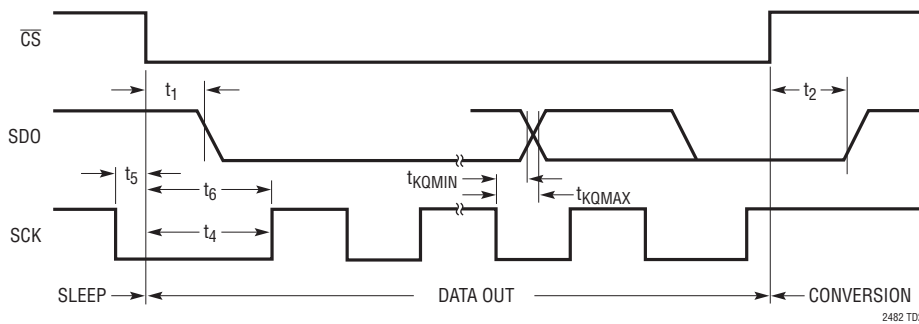 CS
t1
t2
SDO
t5
t6
tKQMIN
tKQMAX
t4
SCK
SLEEP
DATA OUT
CONVERSION
2482 TD